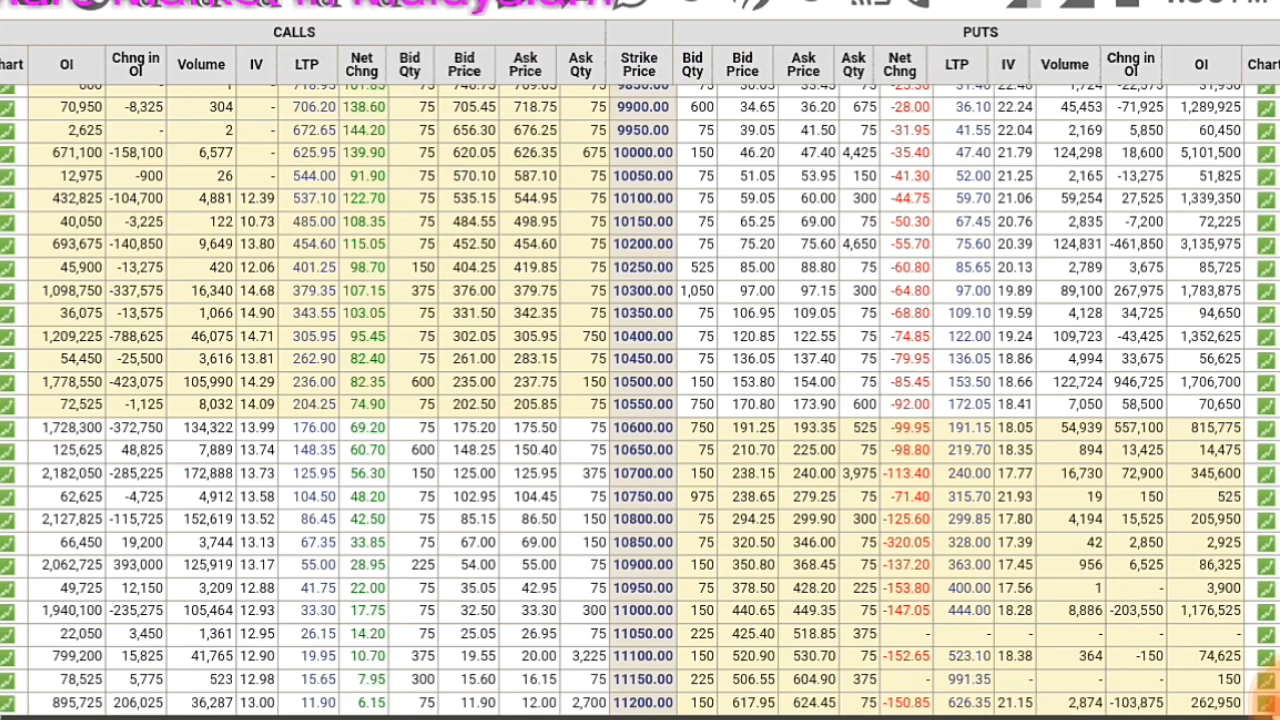 Market in Malayalam
CALLS PUTS
Chart OI Chng in OI Volume IV LTP Net Chng Bid Qty Bid Price Ask Price Ask Qty Strike Price Bid Qty Bid Price Ask Price Ask Qty Net Chng LTP IV Volume Chng in OI OI Chart
70,950 -8,325 304 - 706.20 138.60 75 705.45 718.75 75 9900.00 600 34.65 36.20 675 -28.00 36.10 22.24 45,453 -71,925 1,289,925
2,625 - 2 - 672.65 144.20 75 656.30 676.25 75 9950.00 75 39.05 41.50 75 -31.95 41.55 22.04 2,169 5,850 60,450
671,100 -158,100 6,577 - 625.95 139.90 75 620.05 626.35 675 10000.00 150 46.20 47.40 4,425 -35.40 47.40 21.79 124,298 18,600 5,101,500
12,975 -900 26 - 544.00 91.90 75 570.10 587.10 75 10050.00 75 51.05 53.95 150 -41.30 52.00 21.25 2,165 -13,275 51,825
432,825 -104,700 4,881 12.39 537.10 122.70 75 535.15 544.95 75 10100.00 75 59.05 60.00 300 -44.75 59.70 21.06 59,254 27,525 1,339,350
40,050 -3,225 122 10.73 485.00 108.35 75 484.55 498.95 75 10150.00 75 65.25 69.00 75 -50.30 67.45 20.76 2,835 -7,200 72,225
693,675 -140,850 9,649 13.80 454.60 115.05 75 452.50 454.60 75 10200.00 75 75.20 75.60 4,650 -55.70 75.60 20.39 124,831 -461,850 3,135,975
45,900 -13,275 420 12.06 401.25 98.70 150 404.25 419.85 75 10250.00 525 85.00 88.80 75 -60.80 85.65 20.13 2,789 3,675 85,725
1,098,750 -337,575 16,340 14.68 379.35 107.15 375 376.00 379.75 75 10300.00 1,050 97.00 97.15 300 -64.80 97.00 19.89 89,100 267,975 1,783,875
36,075 -13,575 1,066 14.90 343.55 103.05 75 331.50 342.35 75 10350.00 75 106.95 109.05 75 -68.80 109.10 19.59 4,128 34,725 94,650
1,209,225 -788,625 46,075 14.71 305.95 95.45 75 302.05 305.95 750 10400.00 75 120.85 122.55 75 -74.85 122.00 19.24 109,723 -43,425 1,352,625
54,450 -25,500 3,616 13.81 262.90 82.40 75 261.00 283.15 75 10450.00 75 136.05 137.40 75 -79.95 136.05 18.86 4,994 33,675 56,625
1,778,550 -423,075 105,990 14.29 236.00 82.35 600 235.00 237.75 150 10500.00 150 153.80 154.00 75 -85.45 153.50 18.66 122,724 946,725 1,706,700
72,525 -1,125 8,032 14.09 204.25 74.90 75 202.50 205.85 75 10550.00 750 170.80 173.90 600 -92.00 172.05 18.41 7,050 58,500 70,650
1,728,300 -372,750 134,322 13.99 176.00 69.20 75 175.20 175.50 75 10600.00 750 191.25 193.35 525 -99.95 191.15 18.05 54,939 557,100 815,775
125,625 48,825 7,889 13.74 148.35 60.70 600 148.25 150.40 75 10650.00 75 210.70 225.00 75 -98.80 219.70 18.35 894 13,425 14,475
2,182,050 -285,225 172,888 13.73 125.95 56.30 150 125.00 125.95 375 10700.00 150 238.15 240.00 3,975 -113.40 240.00 17.77 16,730 72,900 345,600
62,625 -4,725 4,912 13.58 104.50 48.20 75 102.95 104.45 75 10750.00 975 238.65 279.25 75 -71.40 315.70 21.93 19 150 525
2,127,825 -115,725 152,619 13.52 86.45 42.50 75 85.15 86.50 150 10800.00 75 294.25 299.90 300 -125.60 299.85 17.80 4,194 15,525 205,950
66,450 19,200 3,744 13.13 67.35 33.85 75 67.00 69.00 150 10850.00 75 320.50 346.00 75 -320.05 328.00 17.39 42 2,850 2,925
2,062,725 393,000 125,919 13.17 55.00 28.95 225 54.00 55.00 75 10900.00 150 350.80 368.45 150 -137.20 363.00 17.45 956 6,525 86,325
49,725 12,150 3,209 12.88 41.75 22.00 75 35.05 42.95 75 10950.00 75 378.50 428.20 225 -153.80 400.00 17.56 1 - 3,900
1,940,100 -235,275 105,464 12.93 33.30 17.75 75 32.50 33.30 300 11000.00 150 440.65 449.35 75 -147.05 444.00 18.28 8,886 -203,550 1,176,525
22,050 3,450 1,361 12.95 26.15 14.20 75 25.05 26.95 75 11050.00 225 425.40 518.85 375 - - - - - -
799,200 15,825 41,765 12.90 19.95 10.70 375 19.55 20.00 3,225 11100.00 150 520.90 530.70 75 -152.65 523.10 18.38 364 -150 74,625
78,525 5,775 523 12.98 15.65 7.95 300 15.60 16.15 75 11150.00 225 506.55 604.90 375 - 991.35 - - - 150
895,725 206,025 36,287 13.00 11.90 6.15 75 11.90 12.00 2,700 11200.00 150 617.95 624.45 75 -150.85 626.35 21.15 2,874 -103,875 262,950